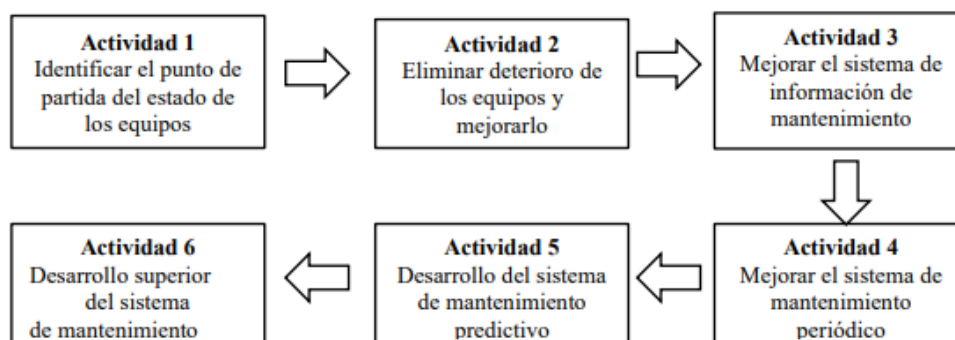 Actividad 1
Identificar el punto de
partida del estado de
los equipos
Actividad 2
Eliminar deterioro de
los equipos y
mejorarlo
Actividad 3
Mejorar el sistema de
información de
mantenimiento
Actividad 4
Mejorar el sistema de
mantenimiento
periódico
Actividad 5
Desarrollo del sistema
de mantenimiento
predictivo
Actividad 6
Desarrollo superior
del sistema
de mantenimiento